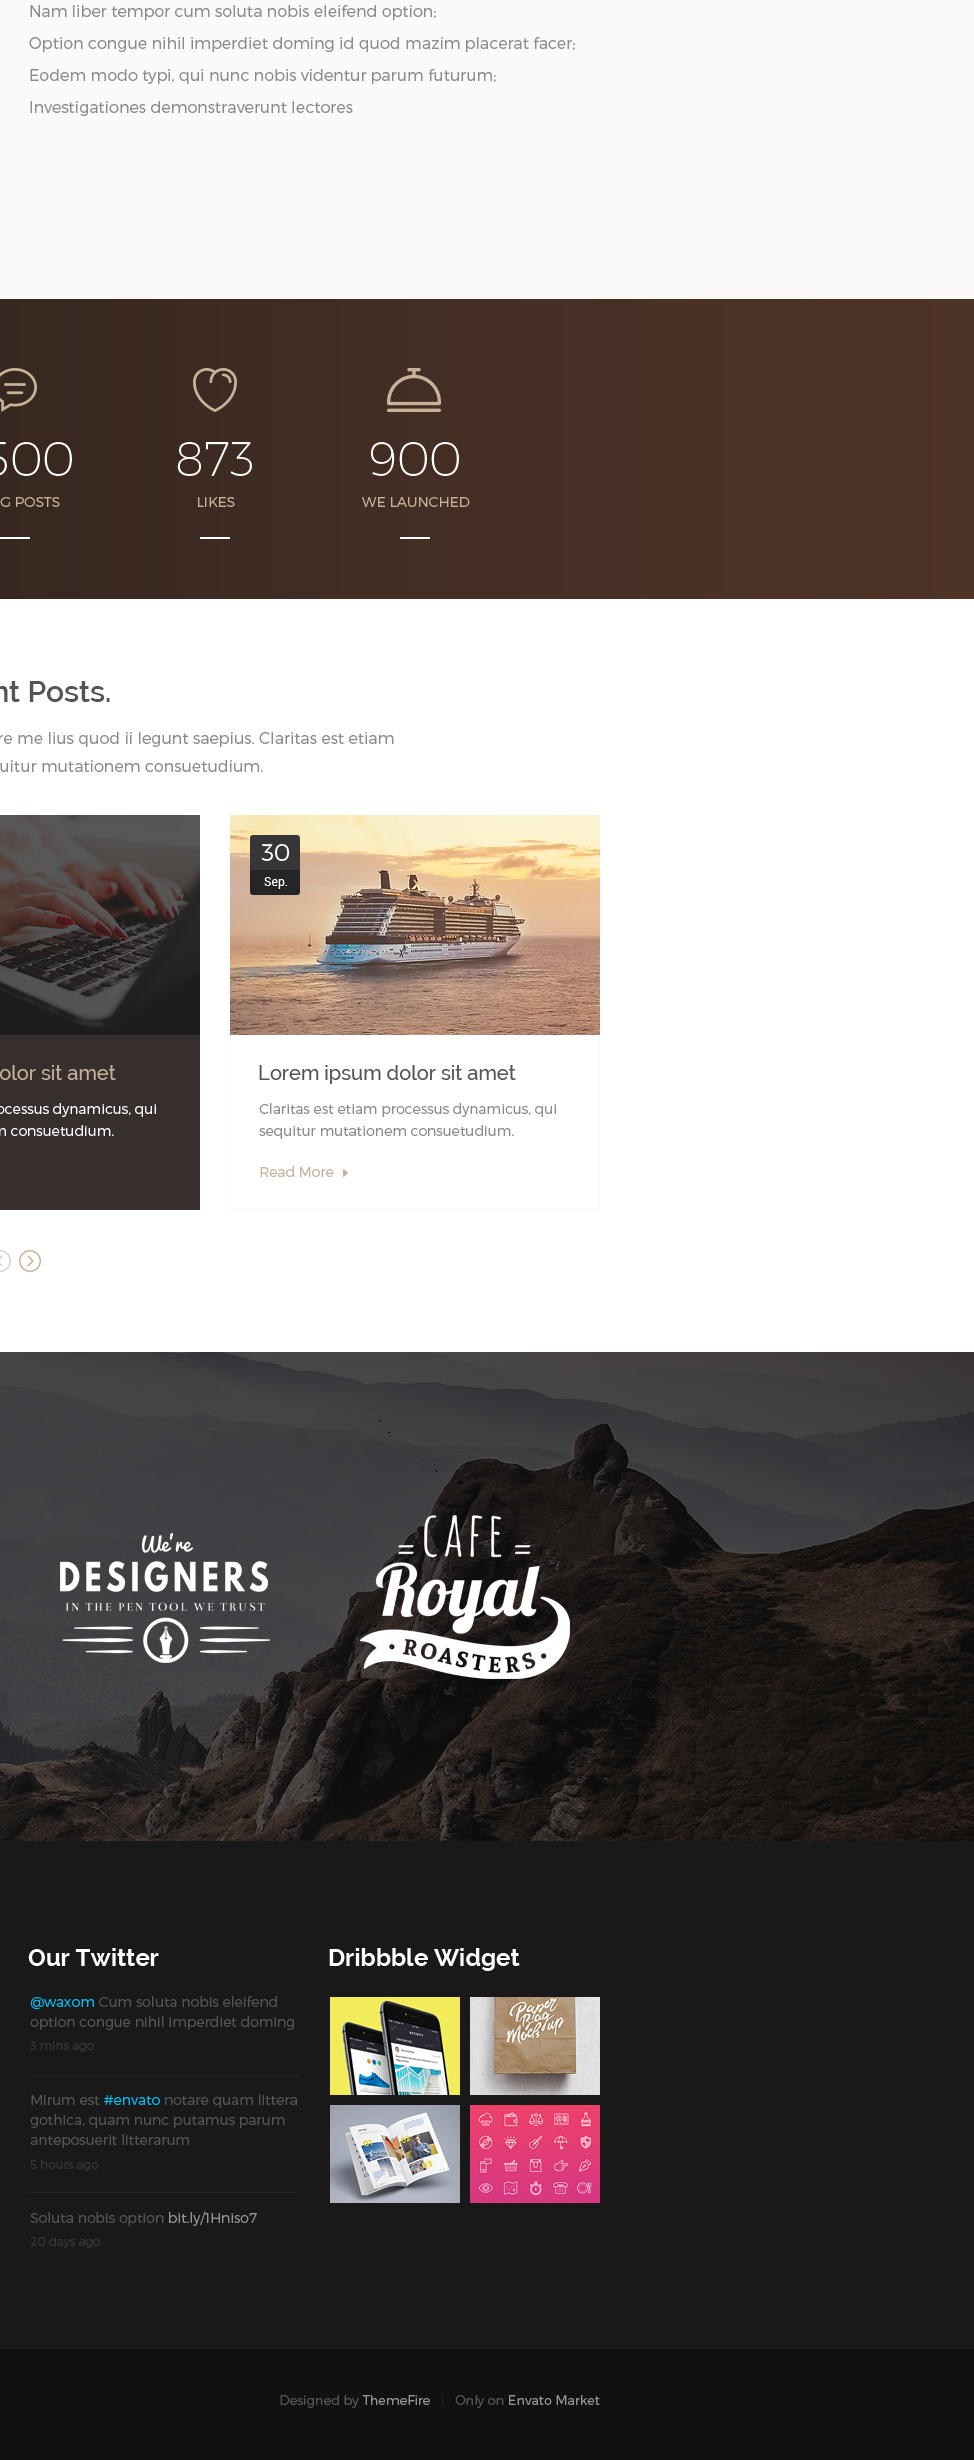 Nam liber tempor cum soluta nobis eleifend option;
Option congue nihil imperdiet doming id quod mazim placerat facer;
Eodem modo typi, qui nunc nobis videntur parum futurum;
Investigationes demonstraverunt lectores
500 873 900
G POSTS LIKES WE LAUNCHED
nt Posts.
re me lius quod ii legunt saepius. Claritas est etiam
uitur mutationem consuetudium.
30
Sep.
olor sit amet
ocessus dynamicus, qui
m consuetudium.
Lorem ipsum dolor sit amet
Claritas est etiam processus dynamicus, qui
sequitur mutationem consuetudium.
Read More
We're
DESIGNERS
IN THE PEN TOOL WE TRUST
CAFE
Royal
ROASTERS
Our Twitter
@waxom Cum soluta nobis eleifend
option congue nihil imperdiet doming
3 mins ago
Mirum est #envato notare quam littera
gothica, quam nunc putamus parum
anteposuerit litterarum
5 hours ago
Soluta nobis option bit.ly/1Hniso7
20 days ago
Dribbble Widget
Paper
Bag
Mockup
Designed by ThemeFire Only on Envato Market